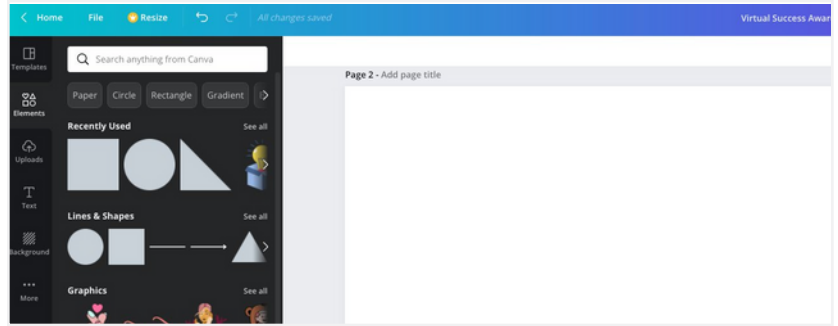 Home File Resize All changes saved Virtual Success Awar
Templates
Search anything from Canva
Page 2 - Add page title
Paper Circle Rectangle Gradient
Elements
Recently Used See all
Uploads
Text
Lines & Shapes See all
Background
More
Graphics See all